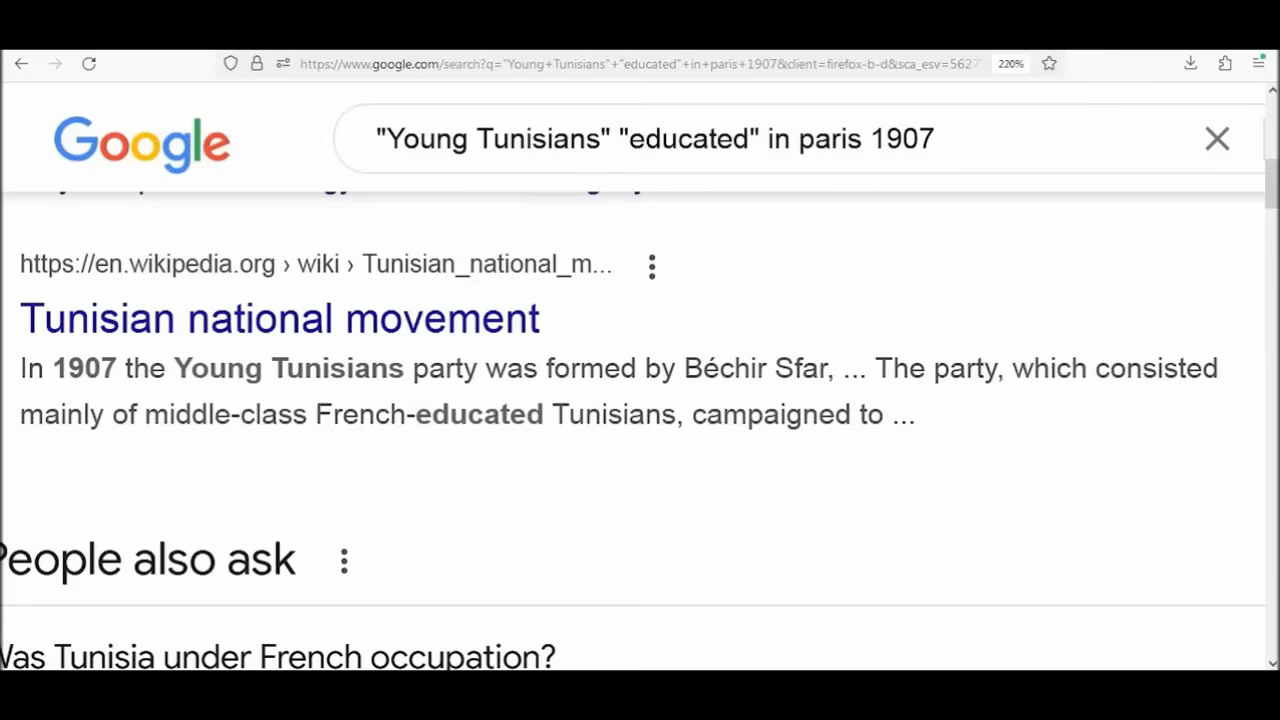 https://www.google.com/search?q="Young+Tunisians"+"educated"+in+paris+1907&client=firefox-b-d&sca_esv=5627
220%
Google
"Young Tunisians" "educated" in paris 1907
https://en.wikipedia.org › wiki › Tunisian_national_m...
Tunisian national movement
In 1907 the Young Tunisians party was formed by Béchir Sfar, ... The party, which consisted
mainly of middle-class French-educated Tunisians, campaigned to ...
People also ask
Was Tunisia under French occupation?